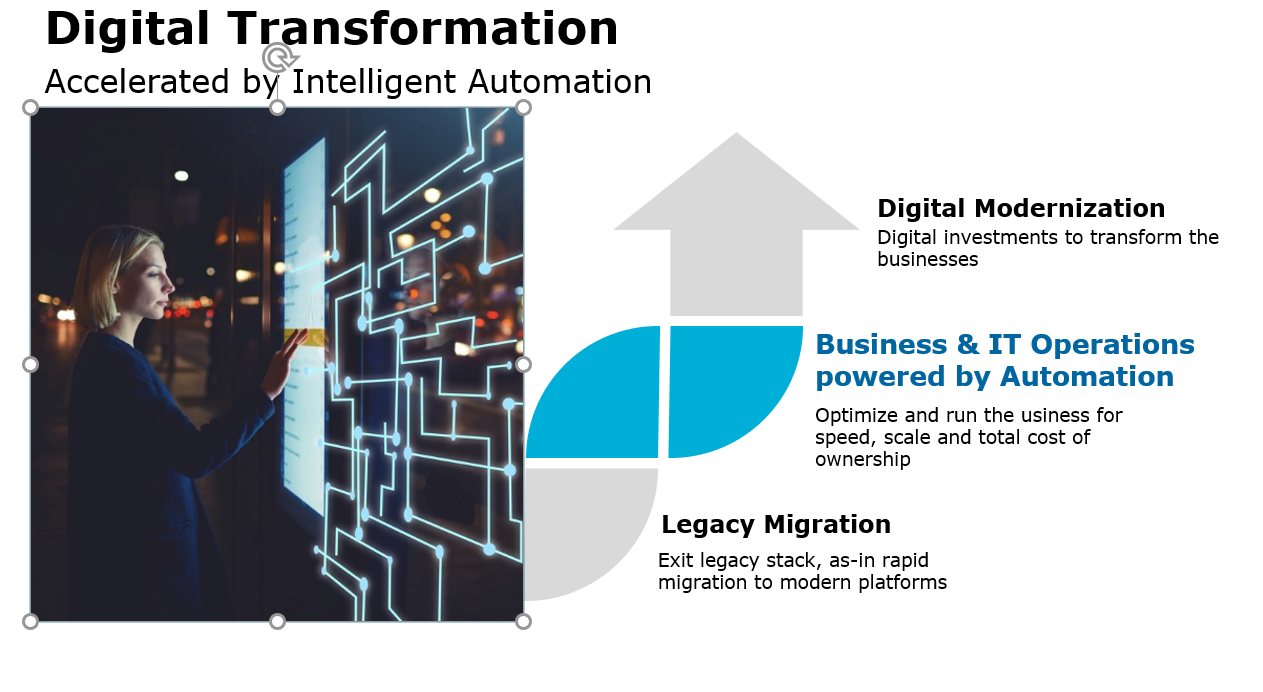 Digital Transformation
Accelerated by Intelligent Automation
Digital Modernization
Digital investments to transform the
businesses
Business & IT Operations
powered by Automation
Optimize and run the usiness for
speed, scale and total cost of
ownership
Legacy Migration
Exit legacy stack, as-in rapid
migration to modern platforms